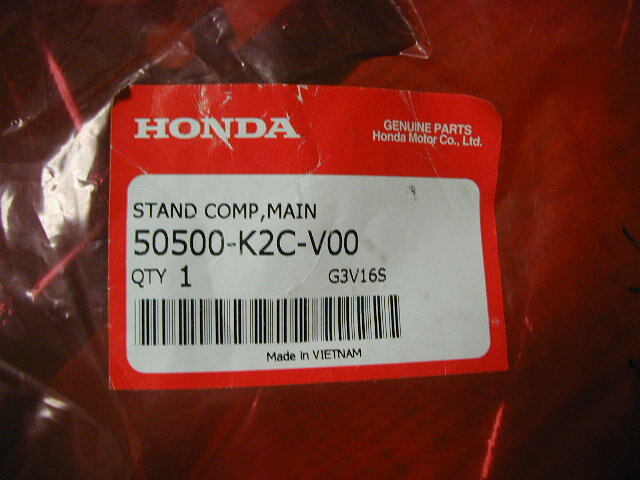 HONDA
GENUINE PARTS
Honda Motor Co., Ltd.
STAND COMP,MAIN
50500-K2C-V00
QTY 1 G3V16S
Made in VIETNAM